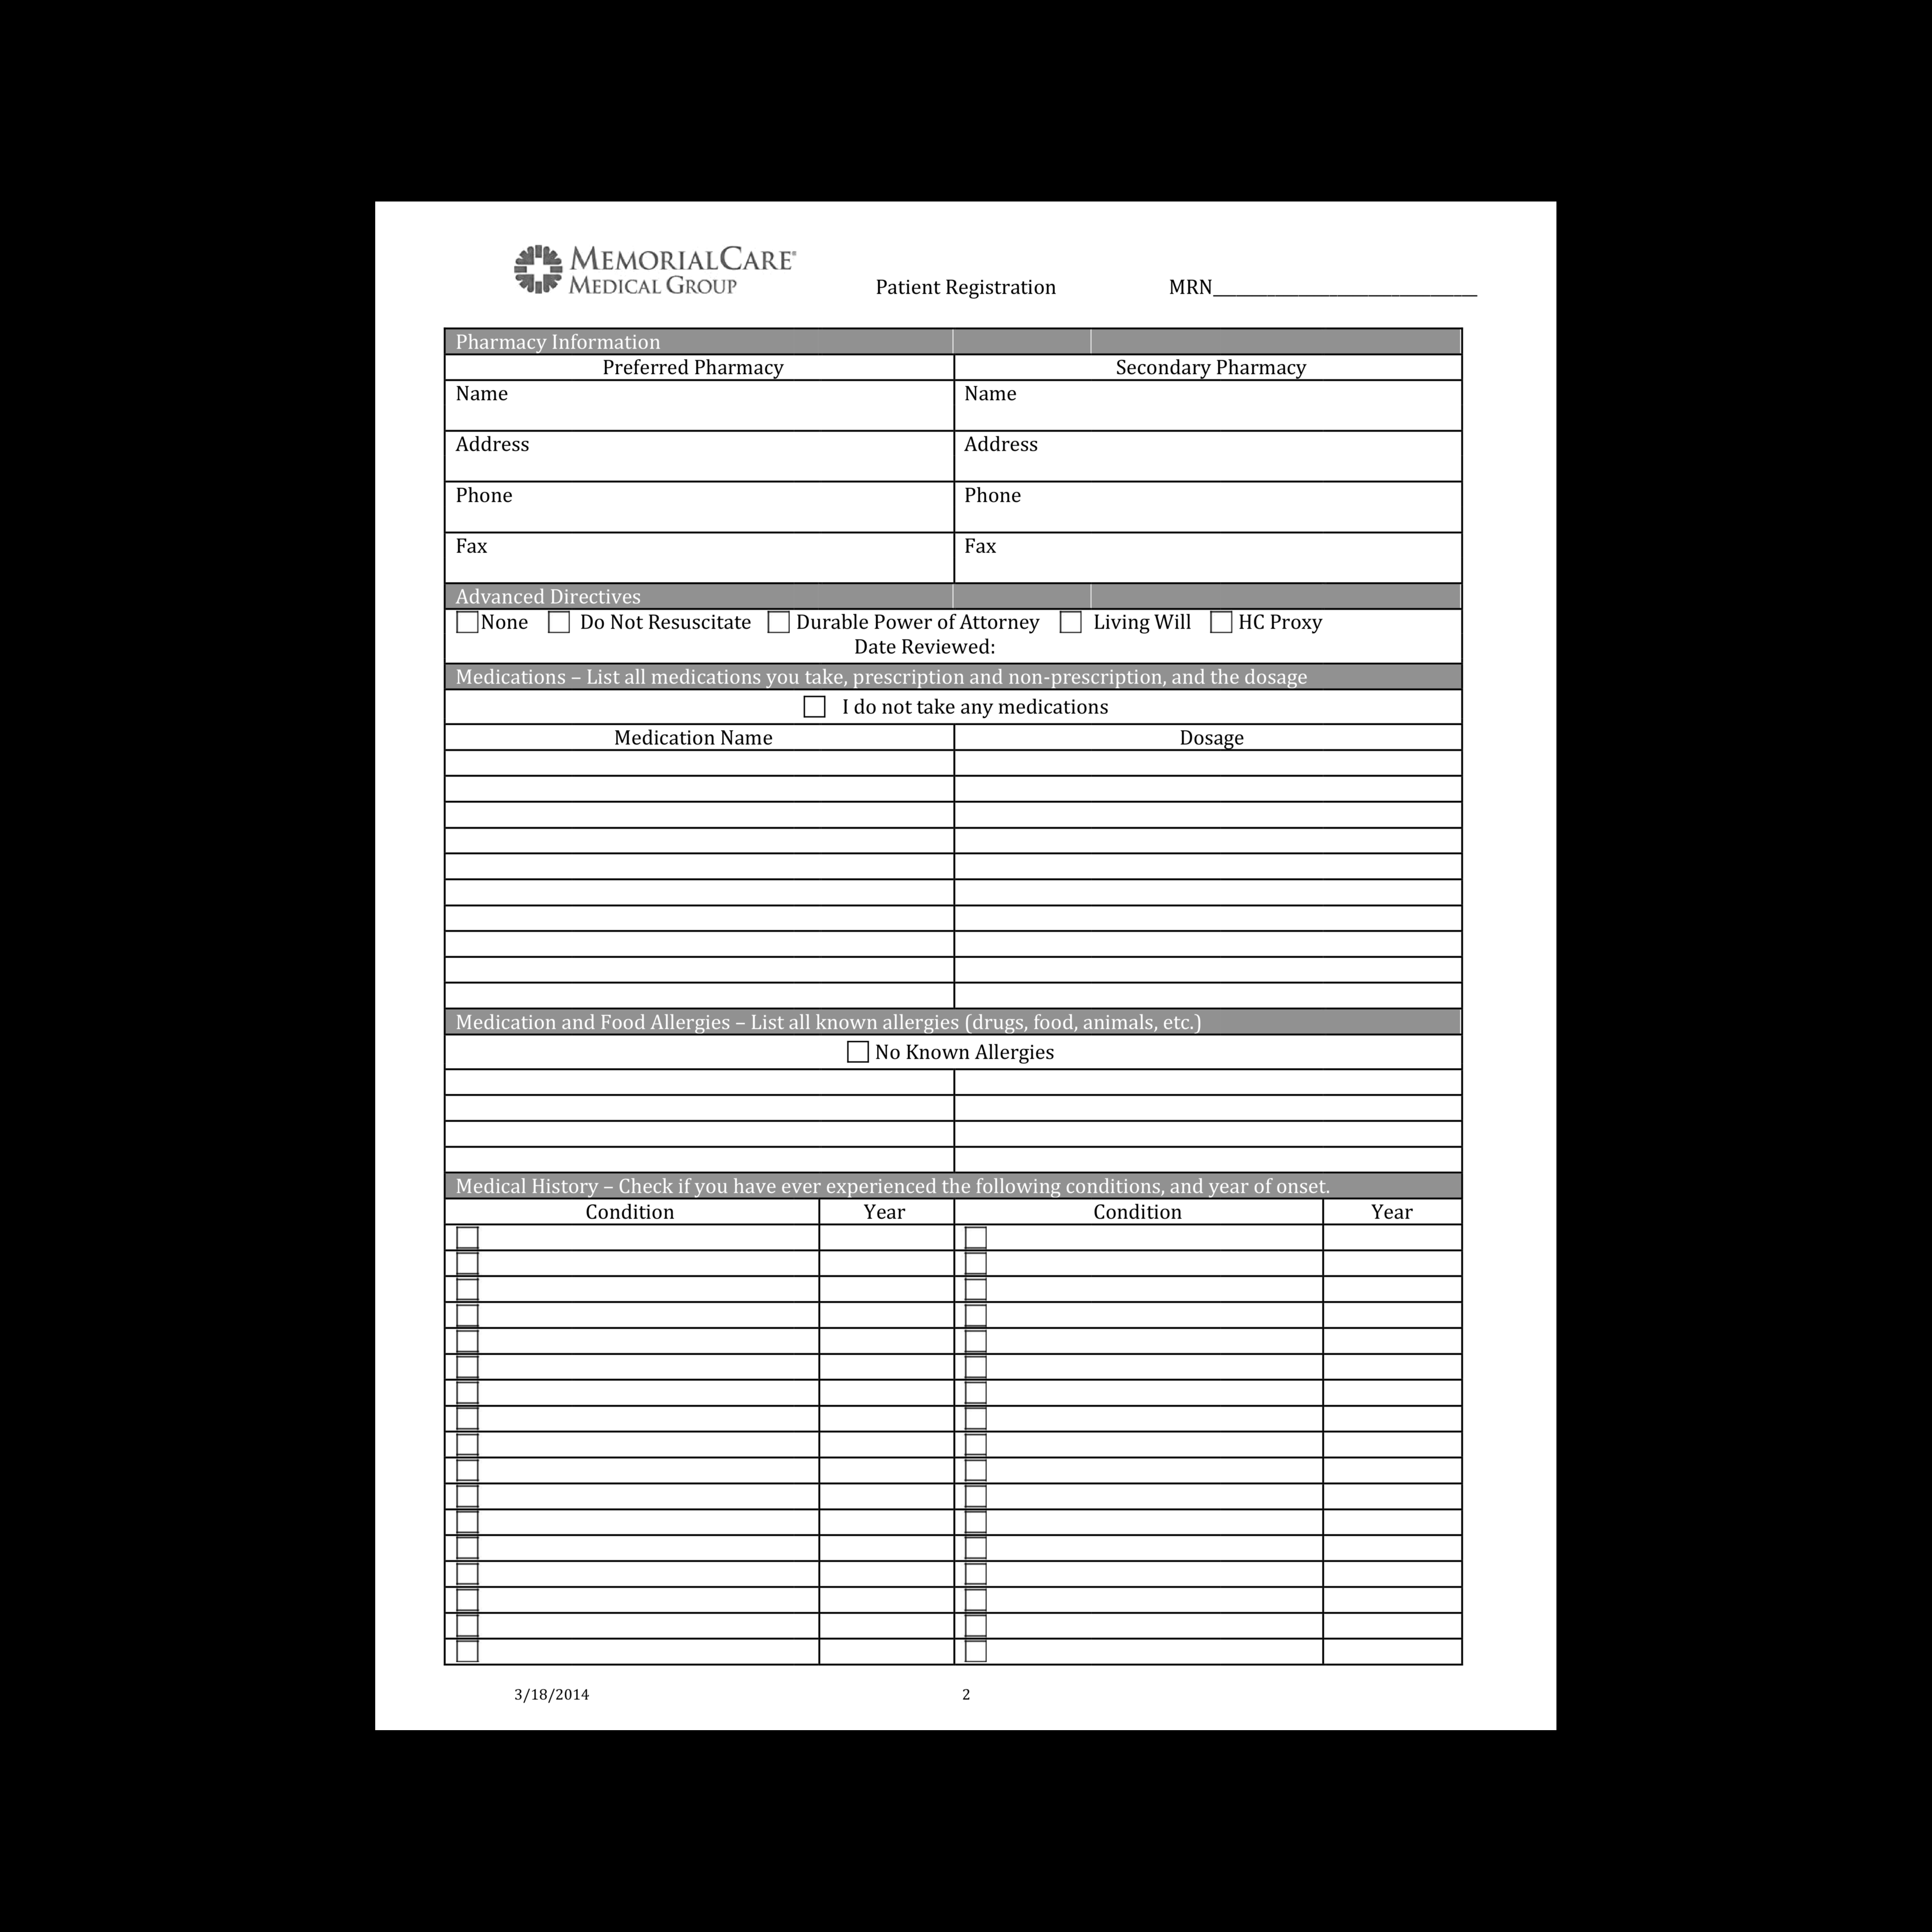 MEMORIALCARE®
MEDICAL GROUP
Patient Registration MRN________________________
Pharmacy Information
Preferred Pharmacy Secondary Pharmacy
Name Name
Address Address
Phone Phone
Fax Fax
Advanced Directives
None Do Not Resuscitate Durable Power of Attorney Living Will HC Proxy
Date Reviewed:
Medications – List all medications you take, prescription and non-prescription, and the dosage
I do not take any medications
Medication Name Dosage
Medication and Food Allergies – List all known allergies (drugs, food, animals, etc.)
No Known Allergies
Medical History – Check if you have ever experienced the following conditions, and year of onset.
Condition Year Condition Year
3/18/2014 2